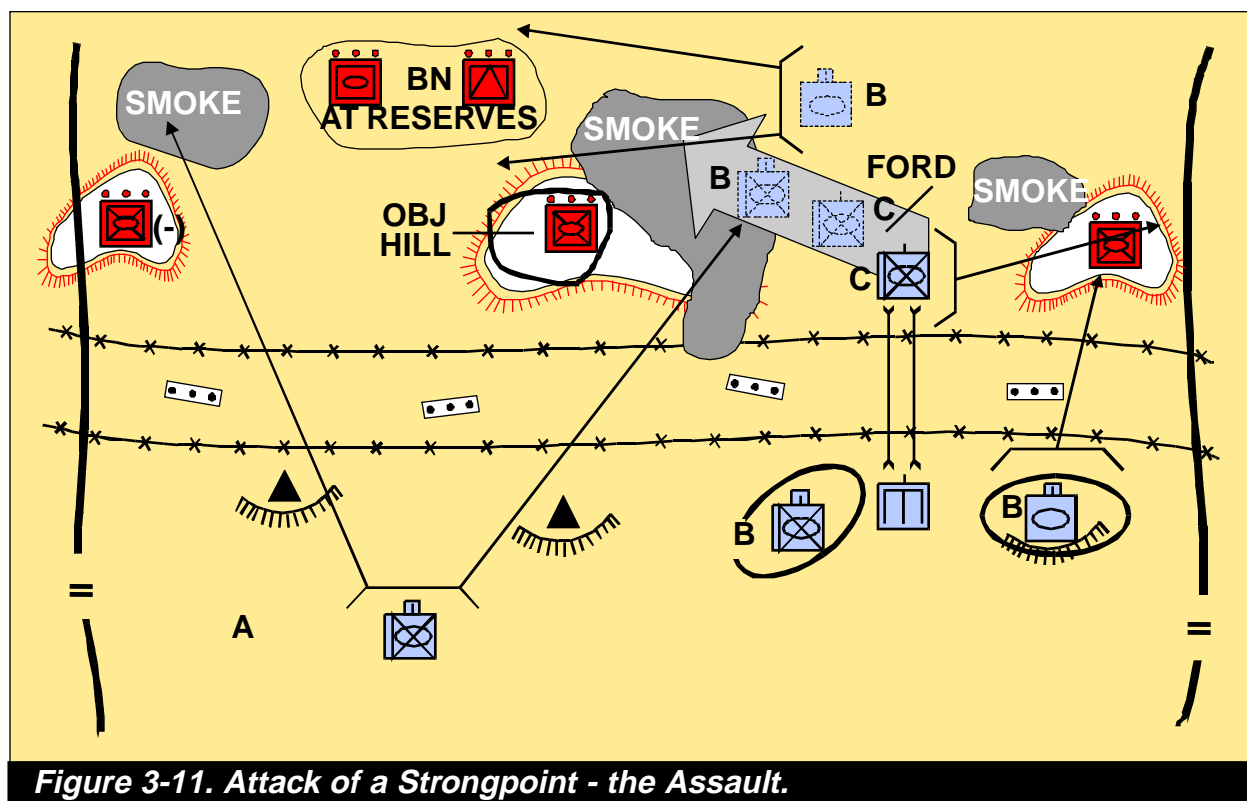 SMOKE
BN
AT RESERVES
B
SMOKE
B
FORD
C
SMOKE
(-)
OBJ
HILL
C
B
B
=
A
=
Figure 3-11. Attack of a Strongpoint - the Assault.